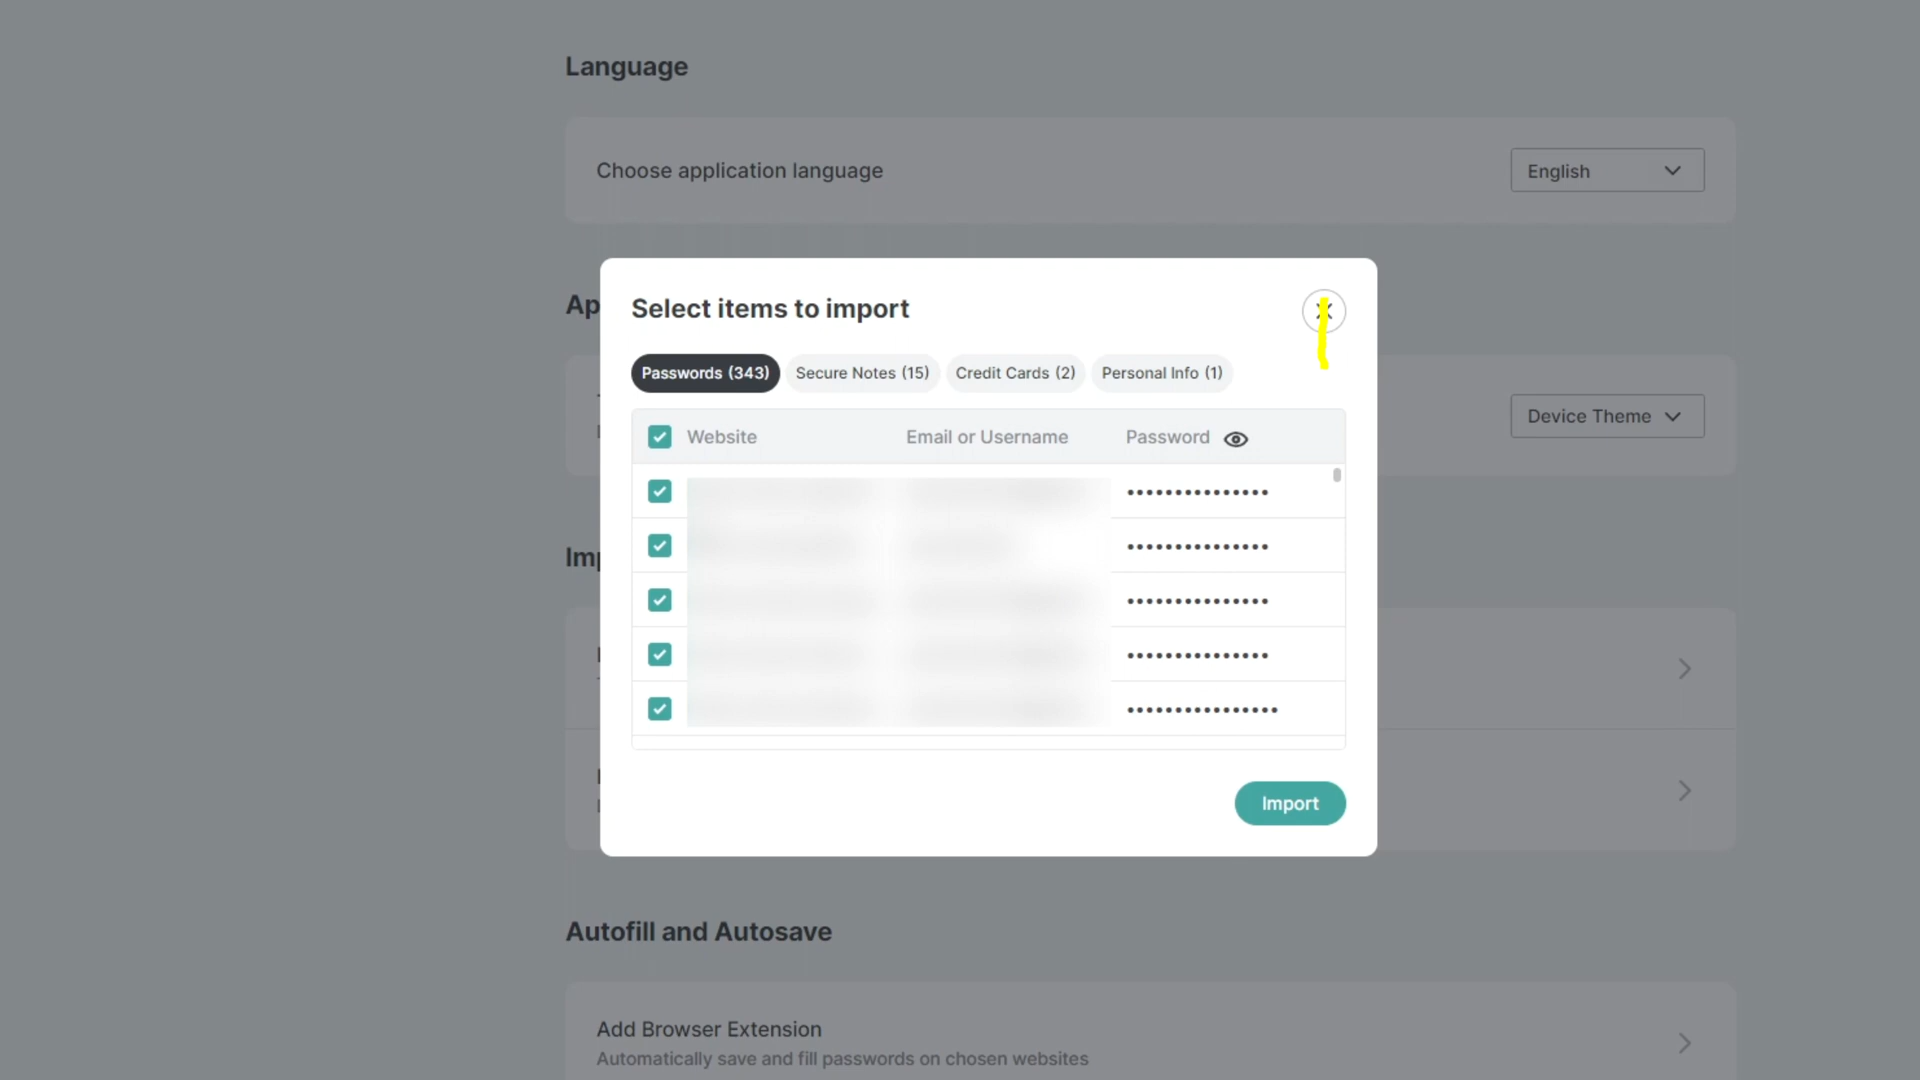 Language
Choose application language
English
Select items to import
Passwords (343)
Secure Notes (15)
Credit Cards (2)
Personal Info (1)
Website
Email or Username
Password
•••••••••••••••
•••••••••••••••
•••••••••••••••
•••••••••••••••
••••••••••••••••
Import
Device Theme
Autofill and Autosave
Add Browser Extension
Automatically save and fill passwords on chosen websites